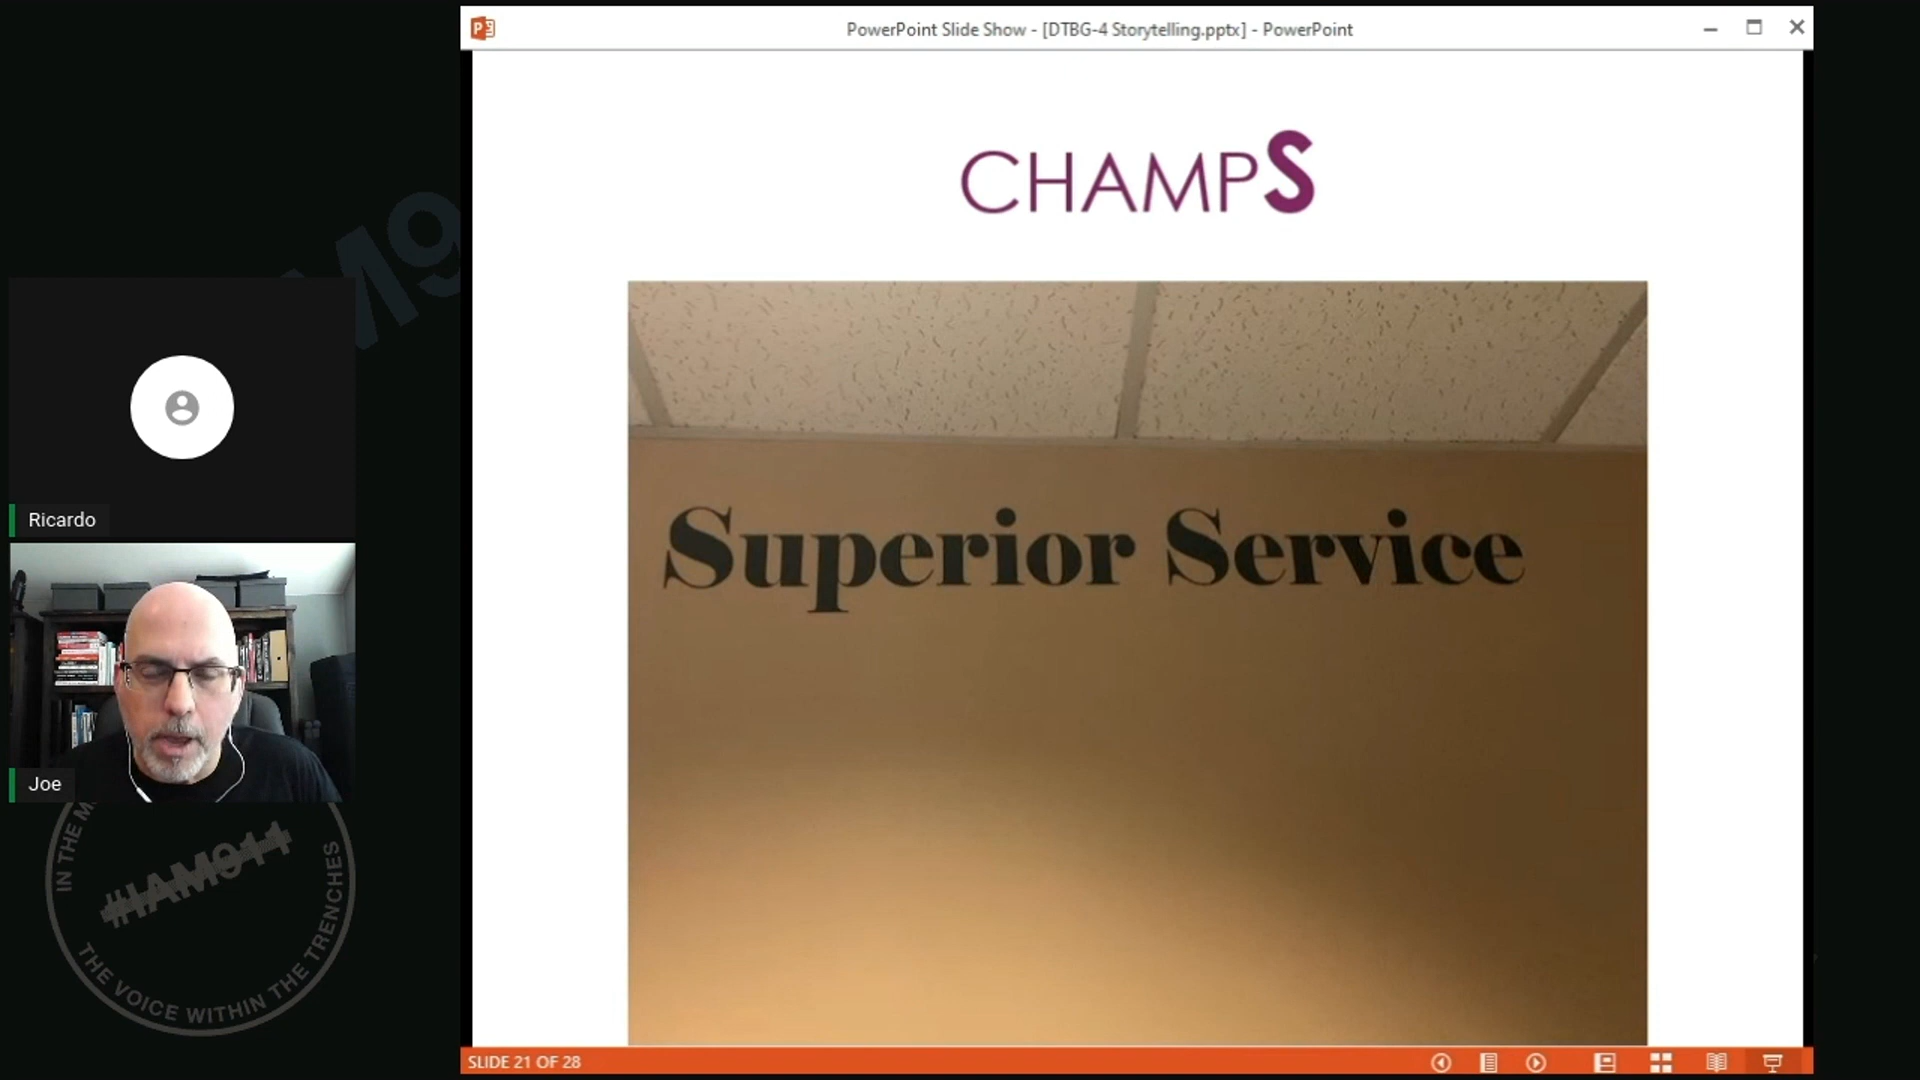 PowerPoint Slide Show - [DTBG-4 Storytelling.pptx] - PowerPoint
CHAMPS
Superior Service
Ricardo
Joe
M9
IN THE M
#IAM911
THE VOICE WITHIN THE TRENCHES
SLIDE 21 OF 28